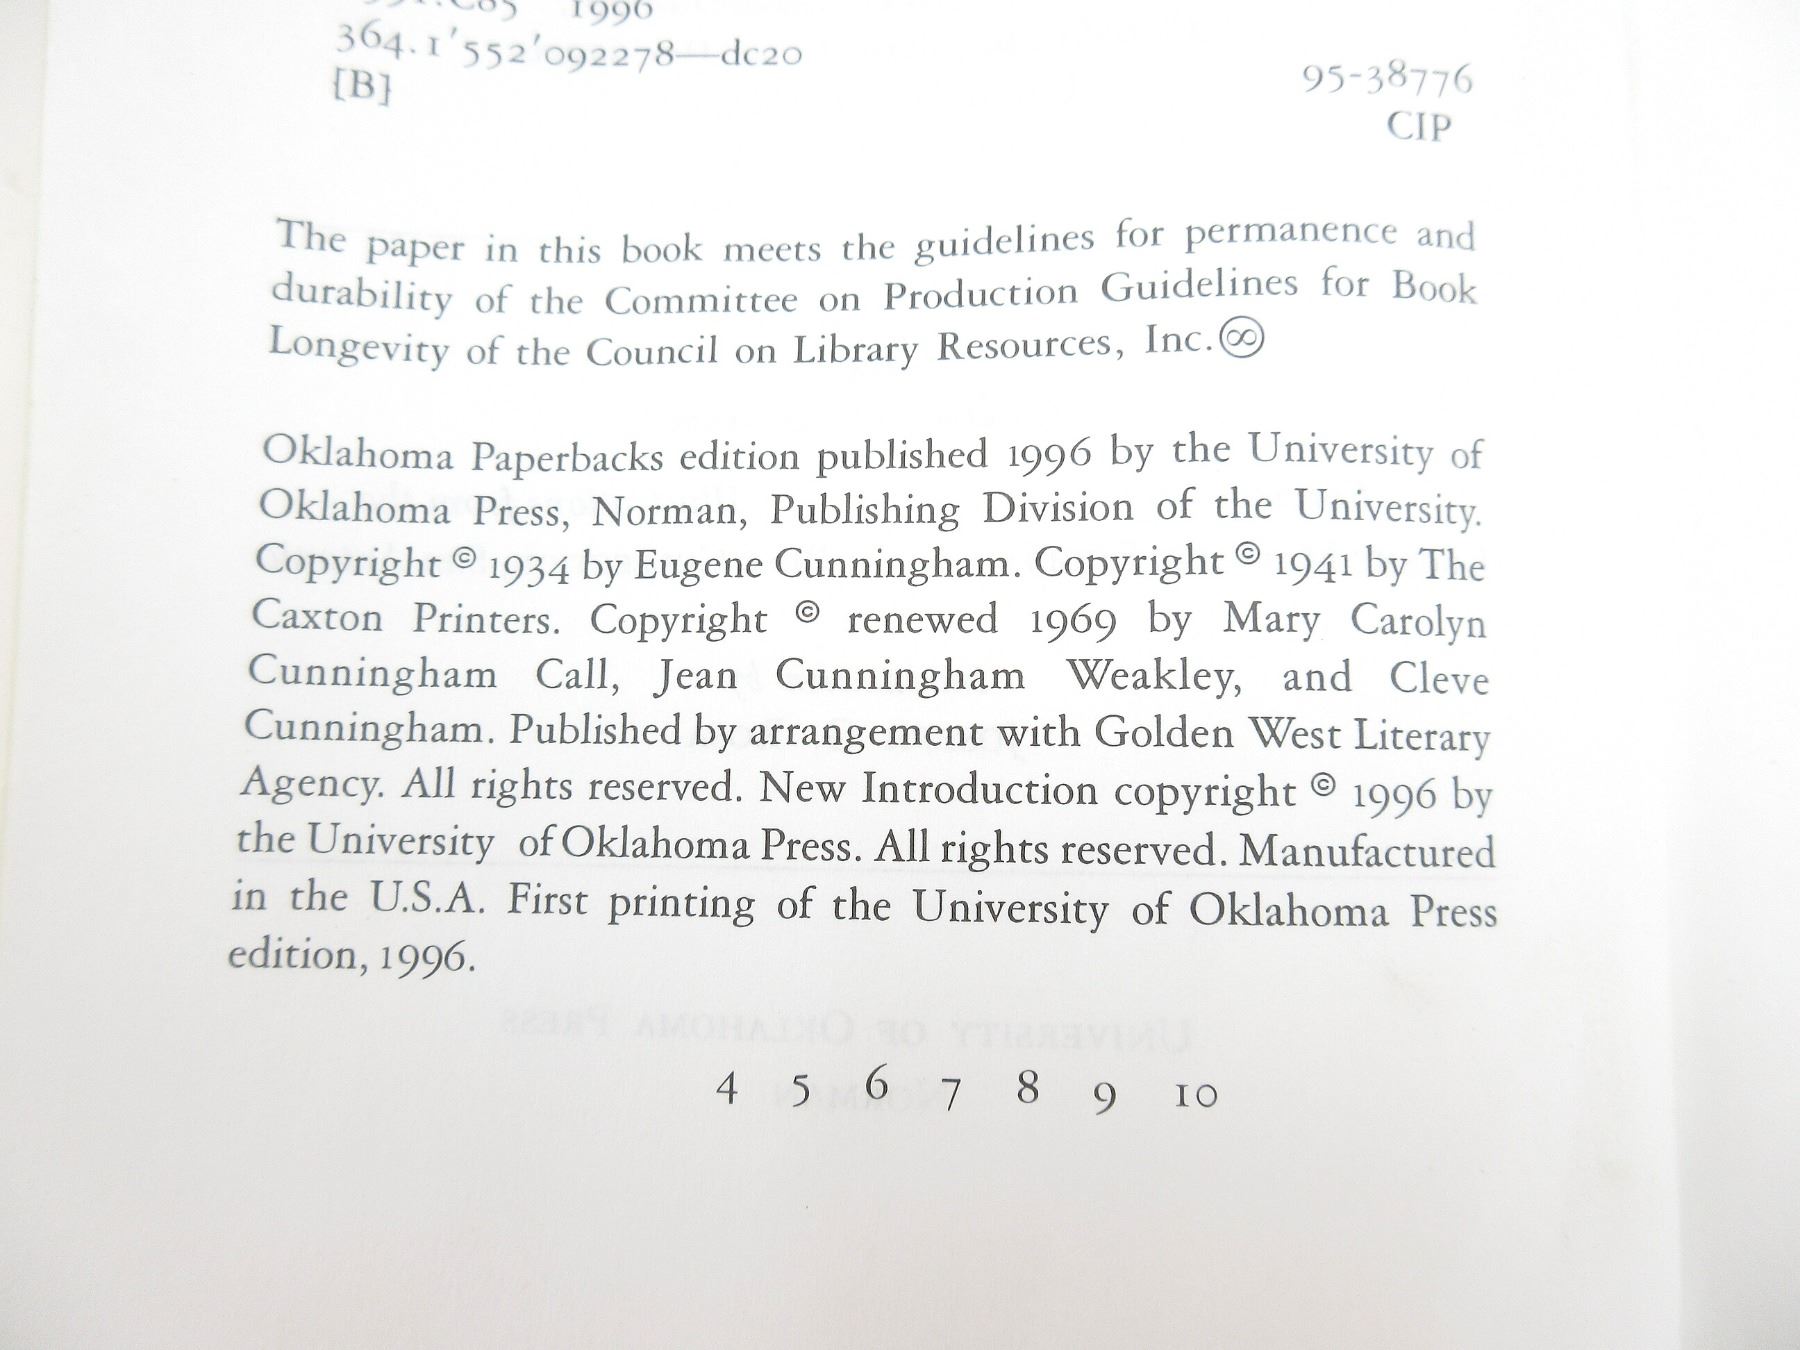 1996
364.1'552'092278—dc20
[B]
95-38776
CIP
The paper in this book meets the guidelines for permanence and
durability of the Committee on Production Guidelines for Book
Longevity of the Council on Library Resources, Inc.♾
Oklahoma Paperbacks edition published 1996 by the University of
Oklahoma Press, Norman, Publishing Division of the University.
Copyright © 1934 by Eugene Cunningham. Copyright © 1941 by The
Caxton Printers. Copyright © renewed 1969 by Mary Carolyn
Cunningham Call, Jean Cunningham Weakley, and Cleve
Cunningham. Published by arrangement with Golden West Literary
Agency. All rights reserved. New Introduction copyright © 1996 by
the University of Oklahoma Press. All rights reserved. Manufactured
in the U.S.A. First printing of the University of Oklahoma Press
edition, 1996.
4 5 6 7 8 9 10